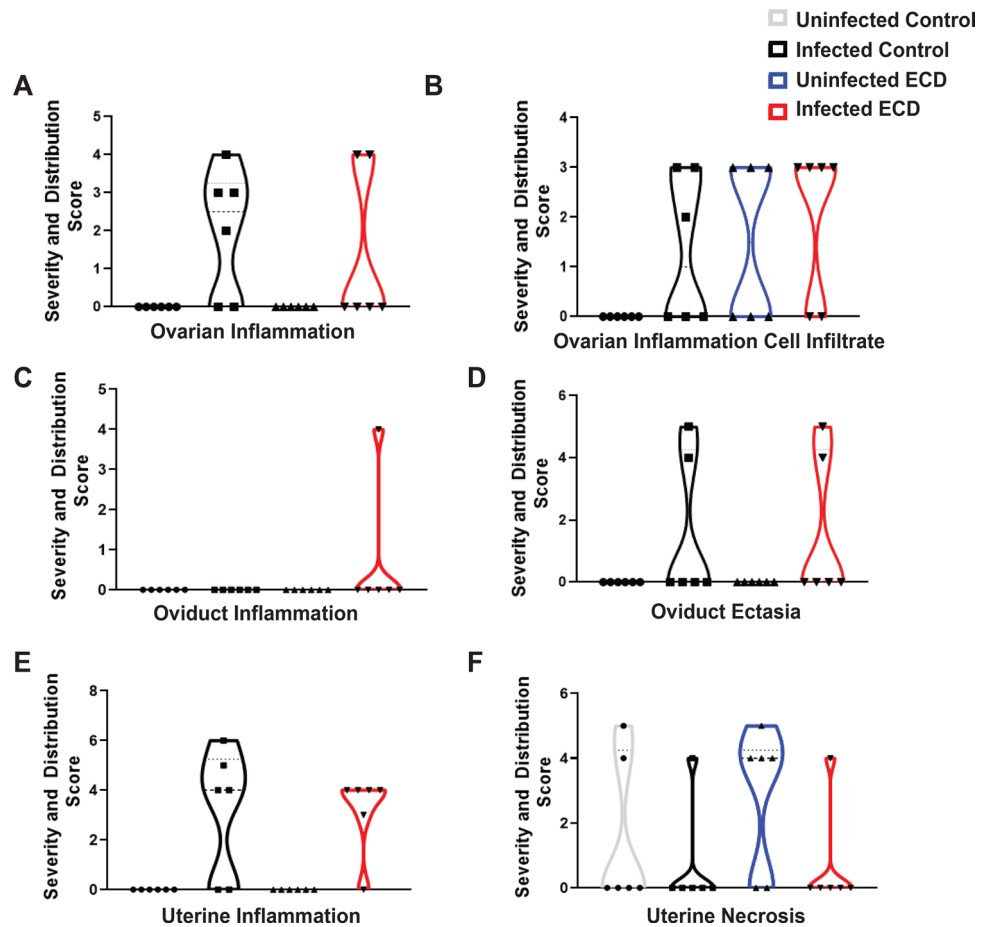 Uninfected Control
Infected Control
Uninfected ECD
Infected ECD
A
Severity and Distribution
Score
5
4
3
2
1
0
Ovarian Inflammation
B
Severity and Distribution
Score
4
3
2
1
0
Ovarian Inflammation Cell Infiltrate
C
Severity and Distribution
Score
5
4
3
2
1
0
Oviduct Inflammation
D
Severity and Distribution
Score
6
4
2
0
Oviduct Ectasia
E
Severity and Distribution
Score
8
6
4
2
0
Uterine Inflammation
F
Severity and Distribution
Score
6
4
2
0
Uterine Necrosis